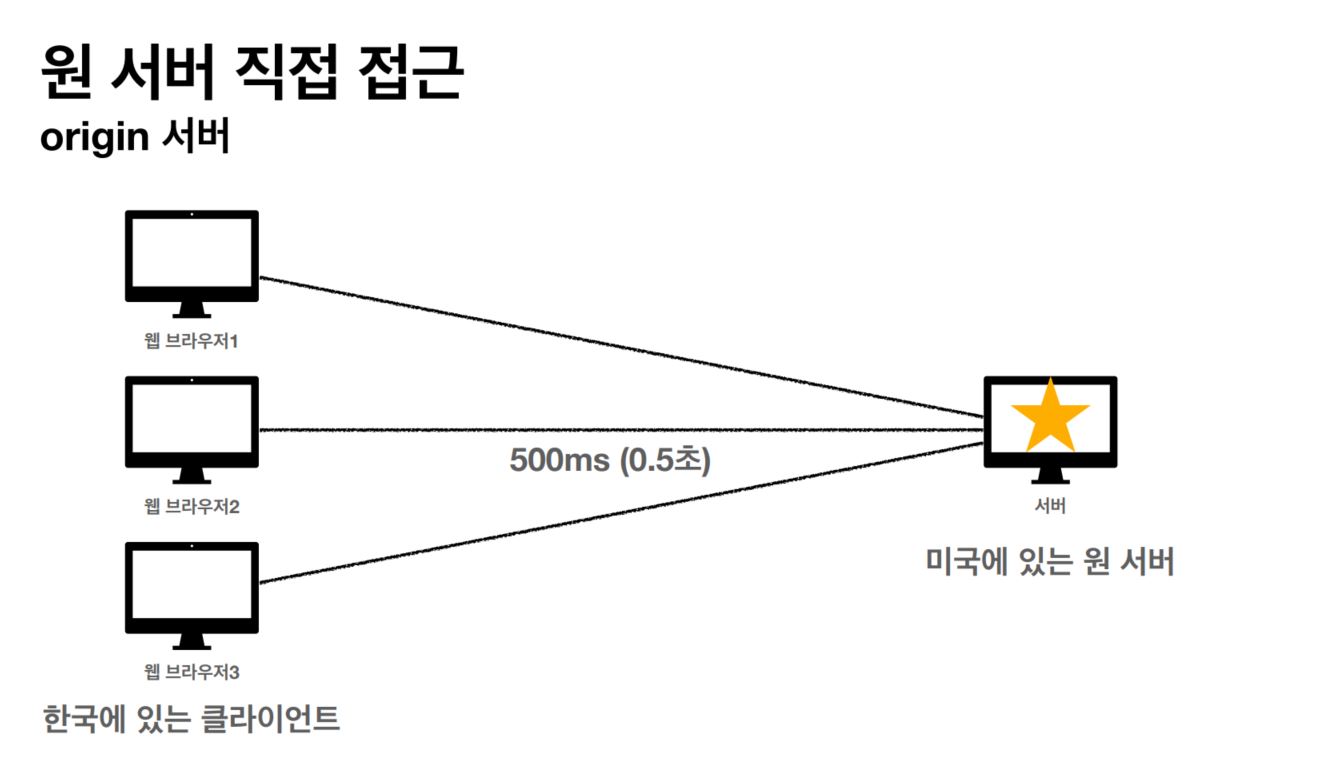 원 서버 직접 접근
origin 서버
웹 브라우저1
웹 브라우저2
500ms (0.5초)
서버
미국에 있는 원 서버
웹 브라우저3
한국에 있는 클라이언트